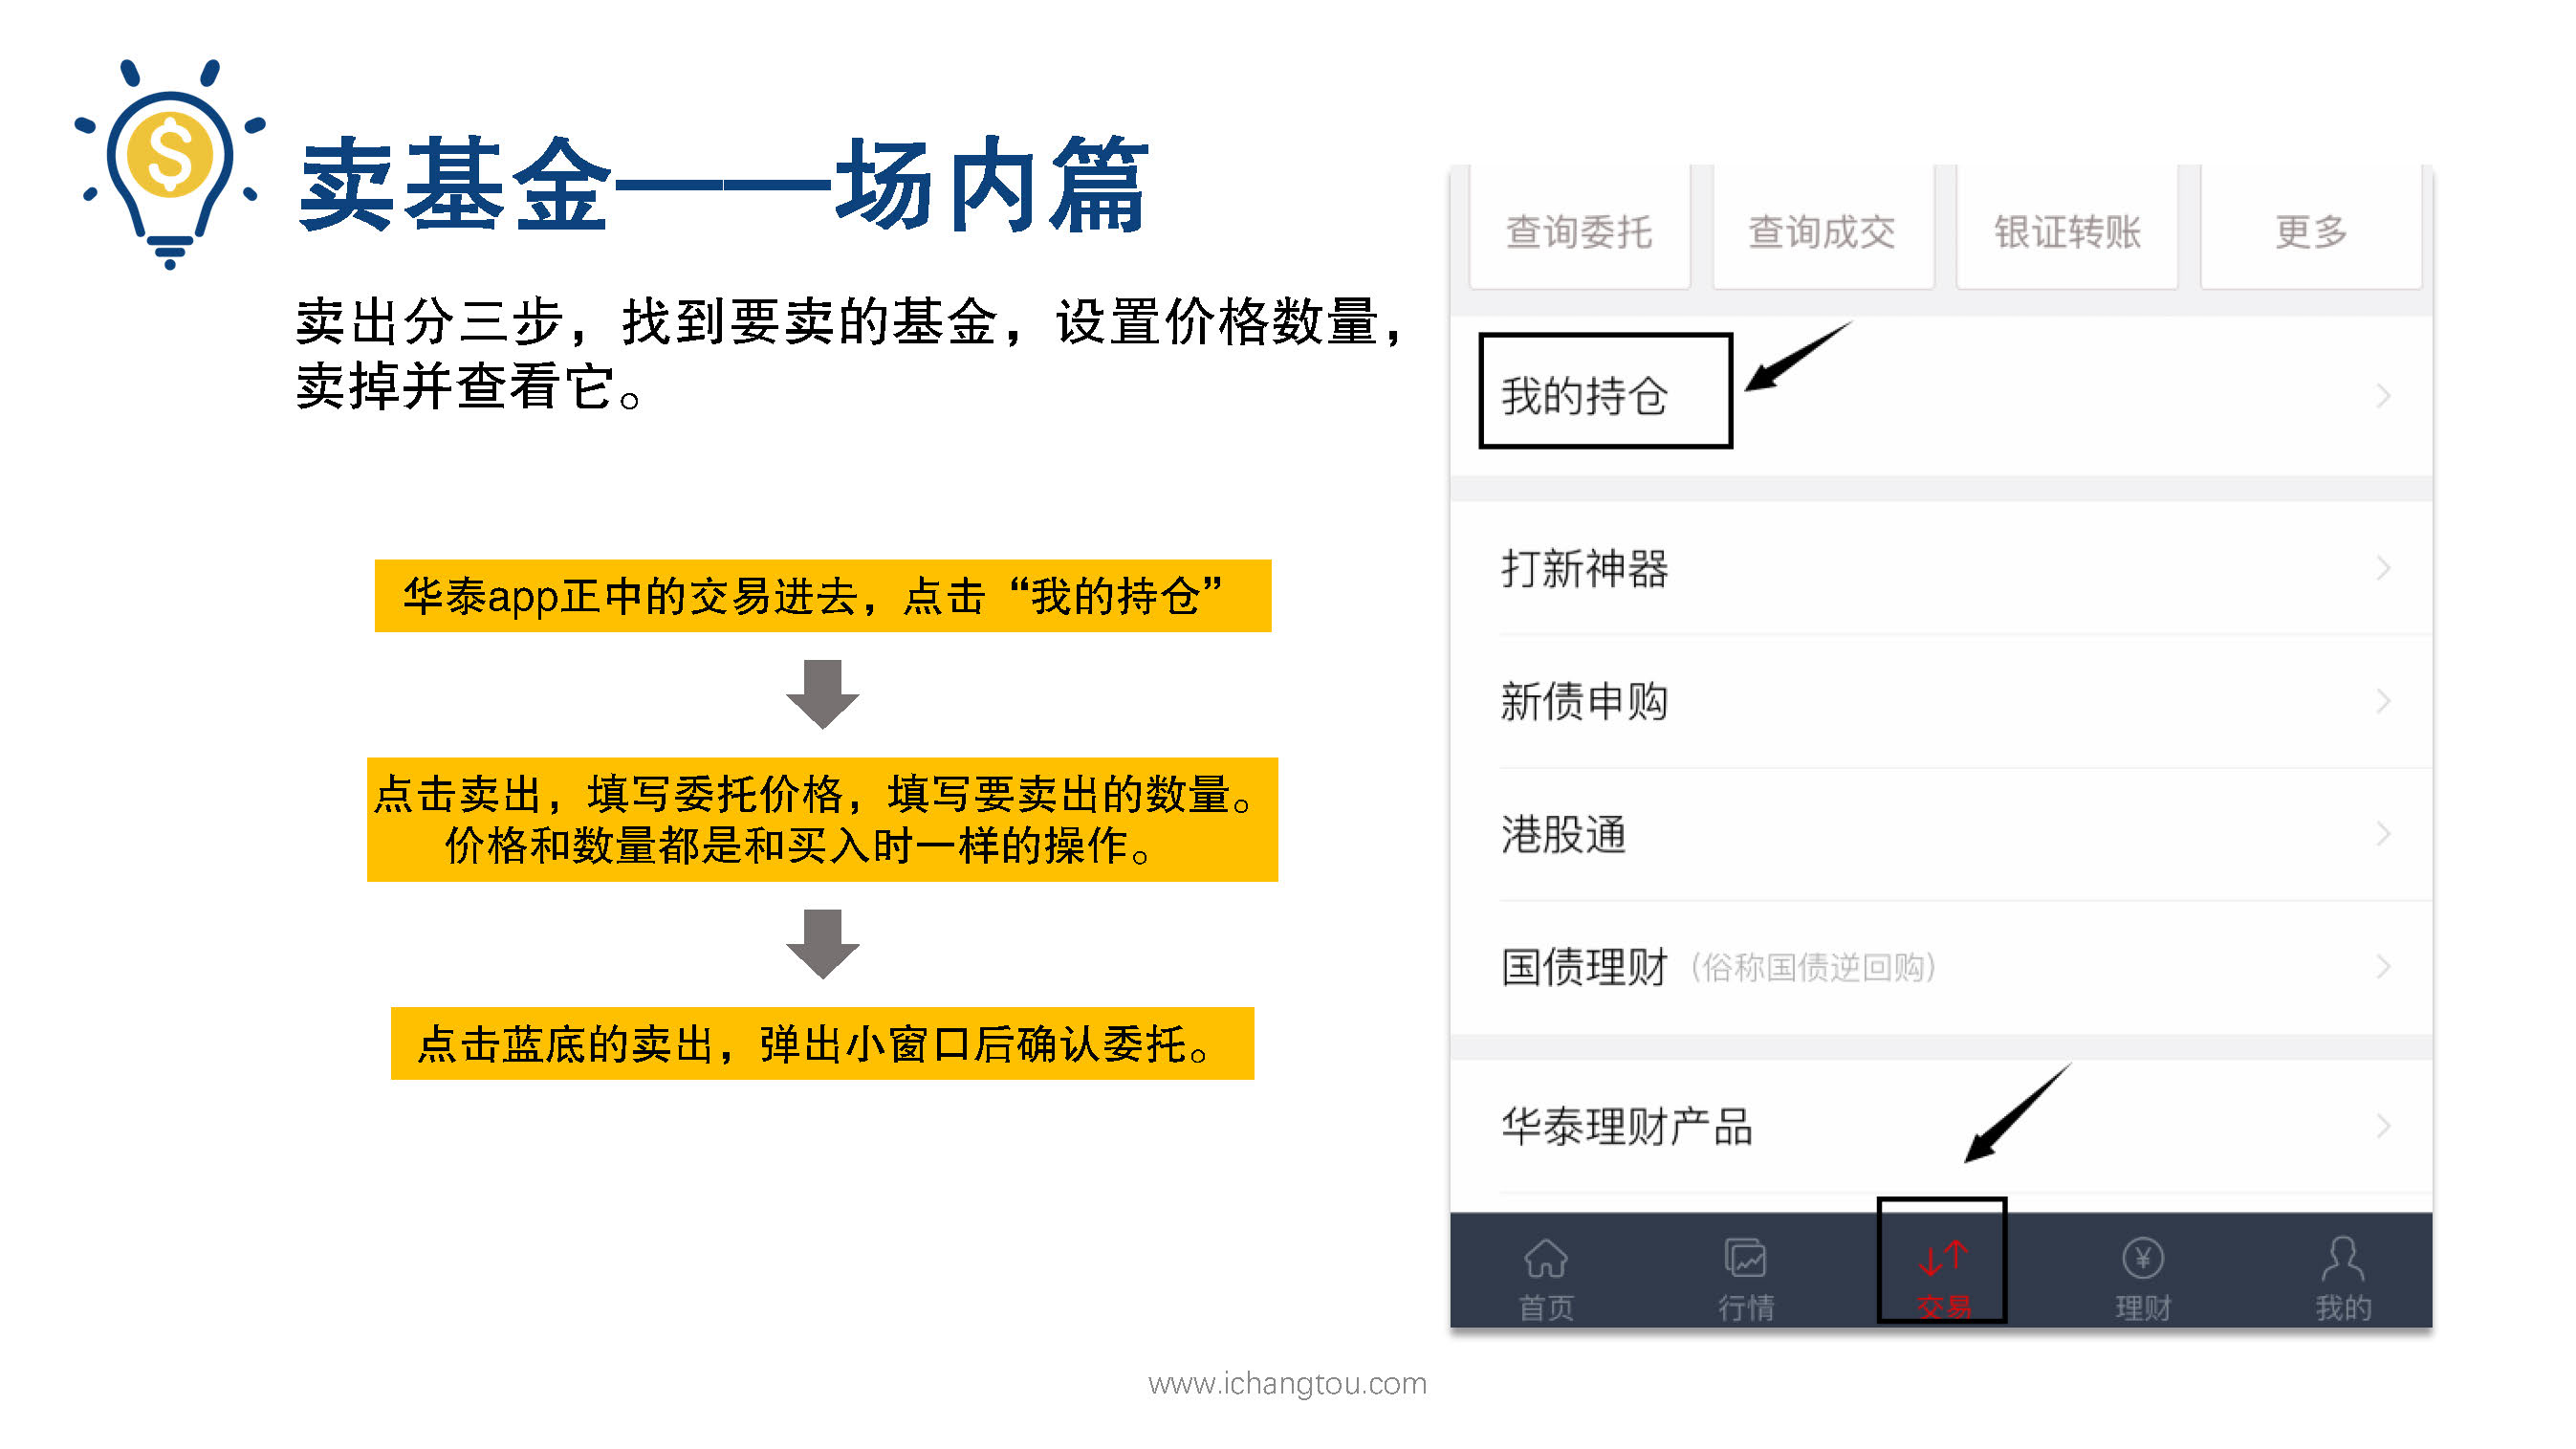 卖基金——场内篇
卖出分三步，找到要卖的基金，设置价格数量，
卖掉并查看它。
华泰app正中的交易进去，点击“我的持仓”
点击卖出，填写委托价格，填写要卖出的数量。
价格和数量都是和买入时一样的操作。
点击蓝底的卖出，弹出小窗口后确认委托。
查询委托 查询成交 银证转账 更多
我的持仓
打新神器
新债申购
港股通
国债理财（俗称国债逆回购）
华泰理财产品
首页 行情 交易 理财 我的
www.ichangtou.com